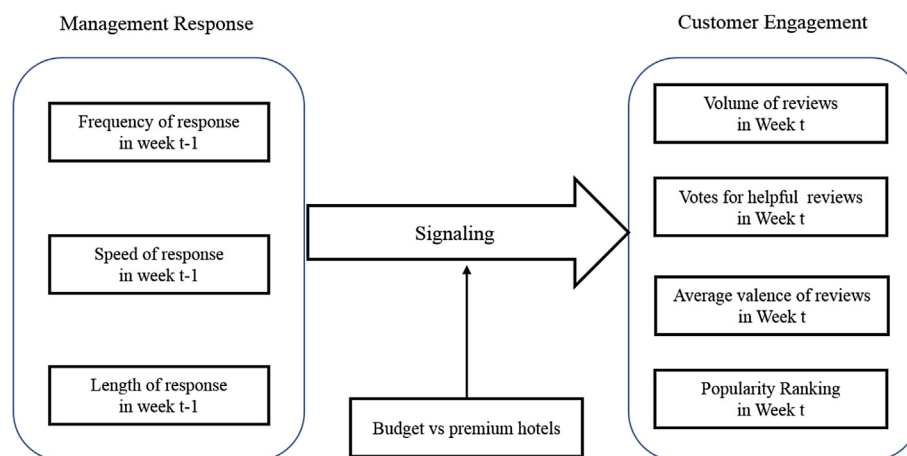 Management Response
Customer Engagement
Frequency of response
in week t-1
Speed of response
in week t-1
Length of response
in week t-1
Signaling
Budget vs premium hotels
Volume of reviews
in Week t
Votes for helpful reviews
in Week t
Average valence of reviews
in Week t
Popularity Ranking
in Week t